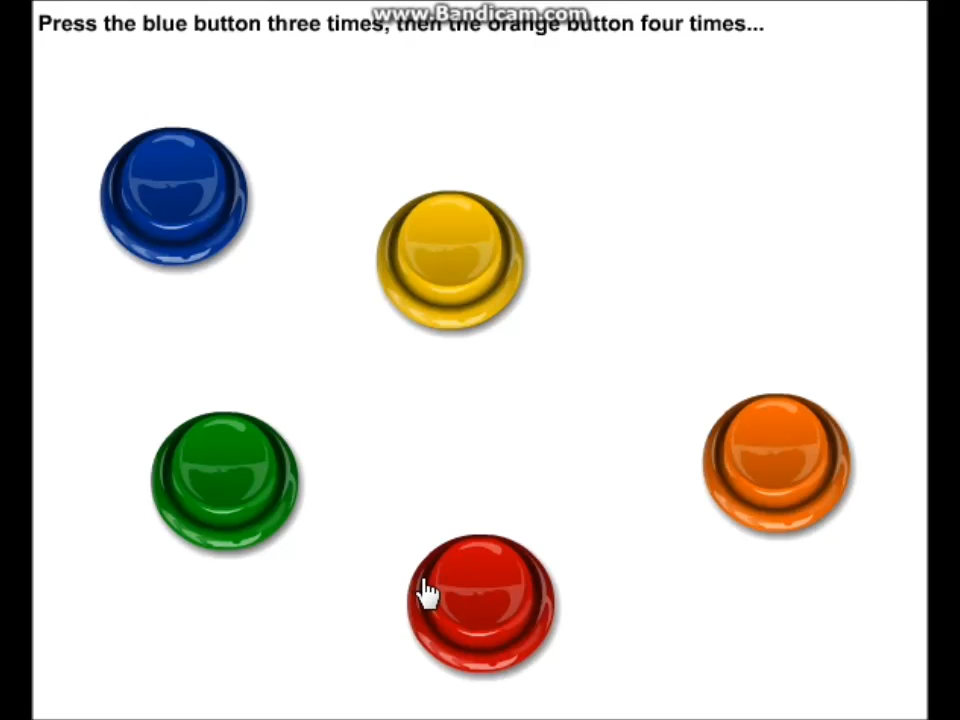 www.Bandicam.com
Press the blue button three times, then the orange button four times...